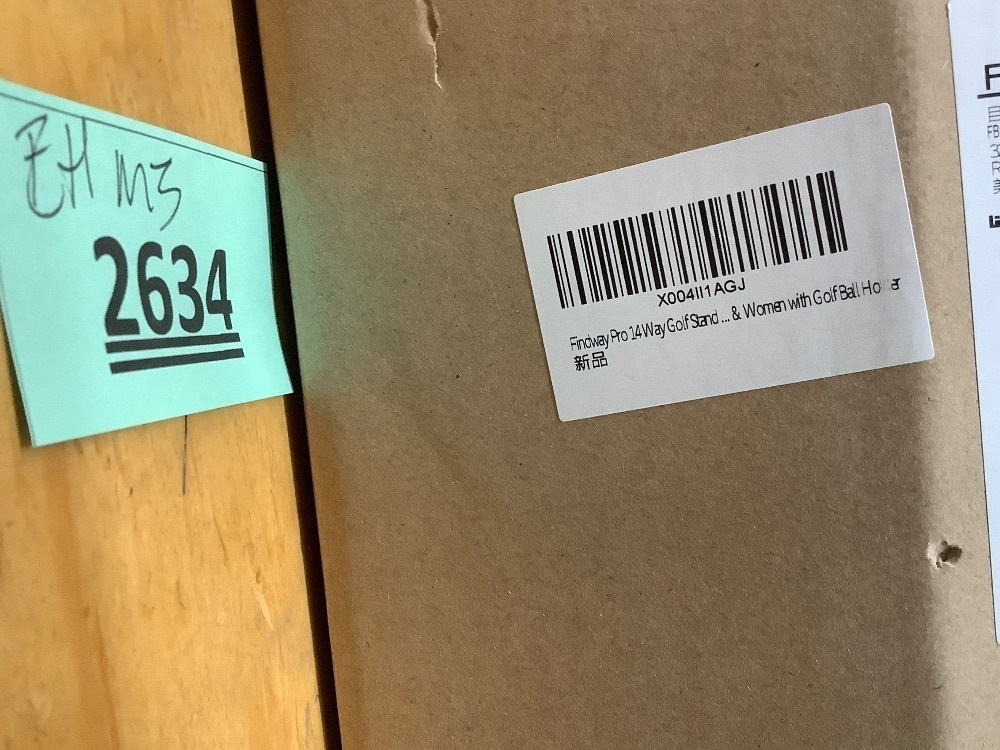 EH M3
2634
X004II1AGJ
Findway Pro 14 Way Golf Stand ... & Women with Golf Ball Holder
新品
F